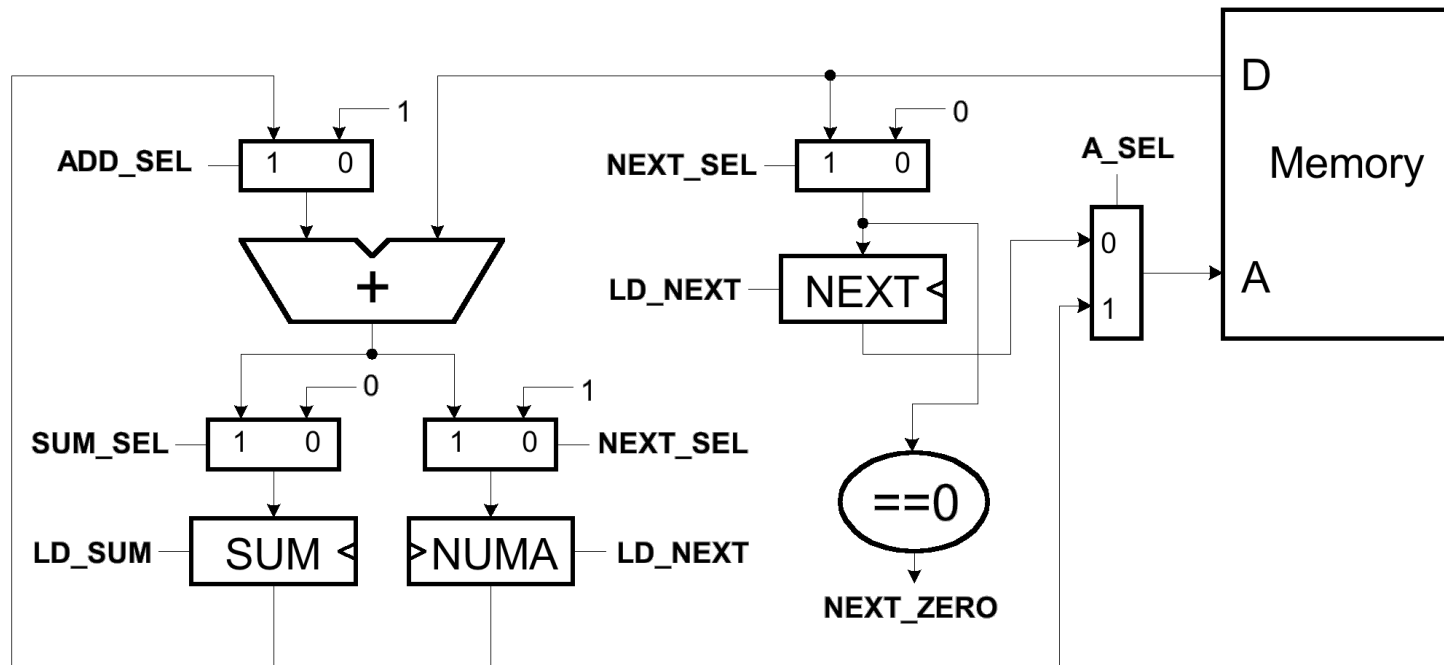 D
1
0
ADD_SEL
1 0
NEXT_SEL
1 0
A_SEL
Memory
0
1
A
+
LD_NEXT
NEXT <
0
1
SUM_SEL
1 0
1 0
NEXT_SEL
==0
LD_SUM
SUM <
>NUMA
LD_NEXT
NEXT_ZERO